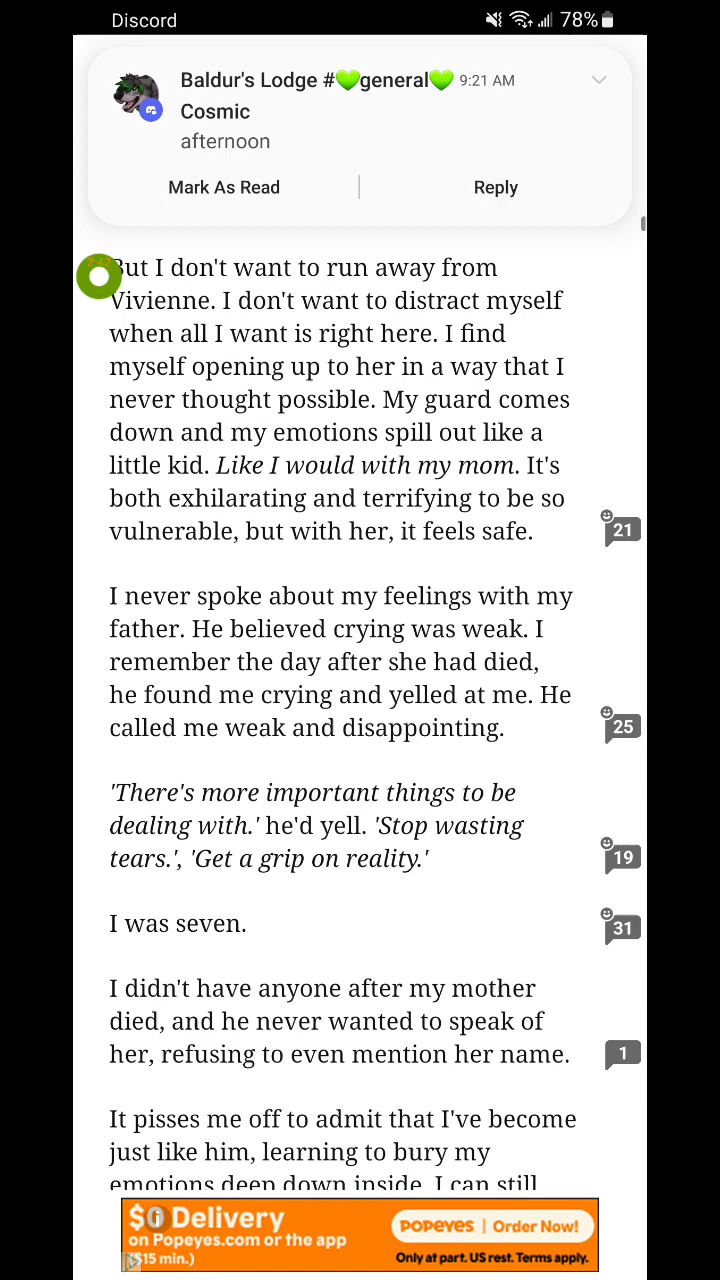 Discord 78%
Baldur's Lodge #💚general💚 9:21 AM
Cosmic
afternoon
Mark As Read Reply
But I don't want to run away from
Vivienne. I don't want to distract myself
when all I want is right here. I find
myself opening up to her in a way that I
never thought possible. My guard comes
down and my emotions spill out like a
little kid. Like I would with my mom. It's
both exhilarating and terrifying to be so
vulnerable, but with her, it feels safe.
21
I never spoke about my feelings with my
father. He believed crying was weak. I
remember the day after she had died,
he found me crying and yelled at me. He
called me weak and disappointing.
25
'There's more important things to be
dealing with.' he'd yell. 'Stop wasting
tears.', 'Get a grip on reality.'
19
I was seven.
31
I didn't have anyone after my mother
died, and he never wanted to speak of
her, refusing to even mention her name.
1
It pisses me off to admit that I've become
just like him, learning to bury my
emotions deep down inside. I can still
$0 Delivery
on Popeyes.com or the app
($15 min.)
POPEYES | Order Now!
Only at part. US rest. Terms apply.